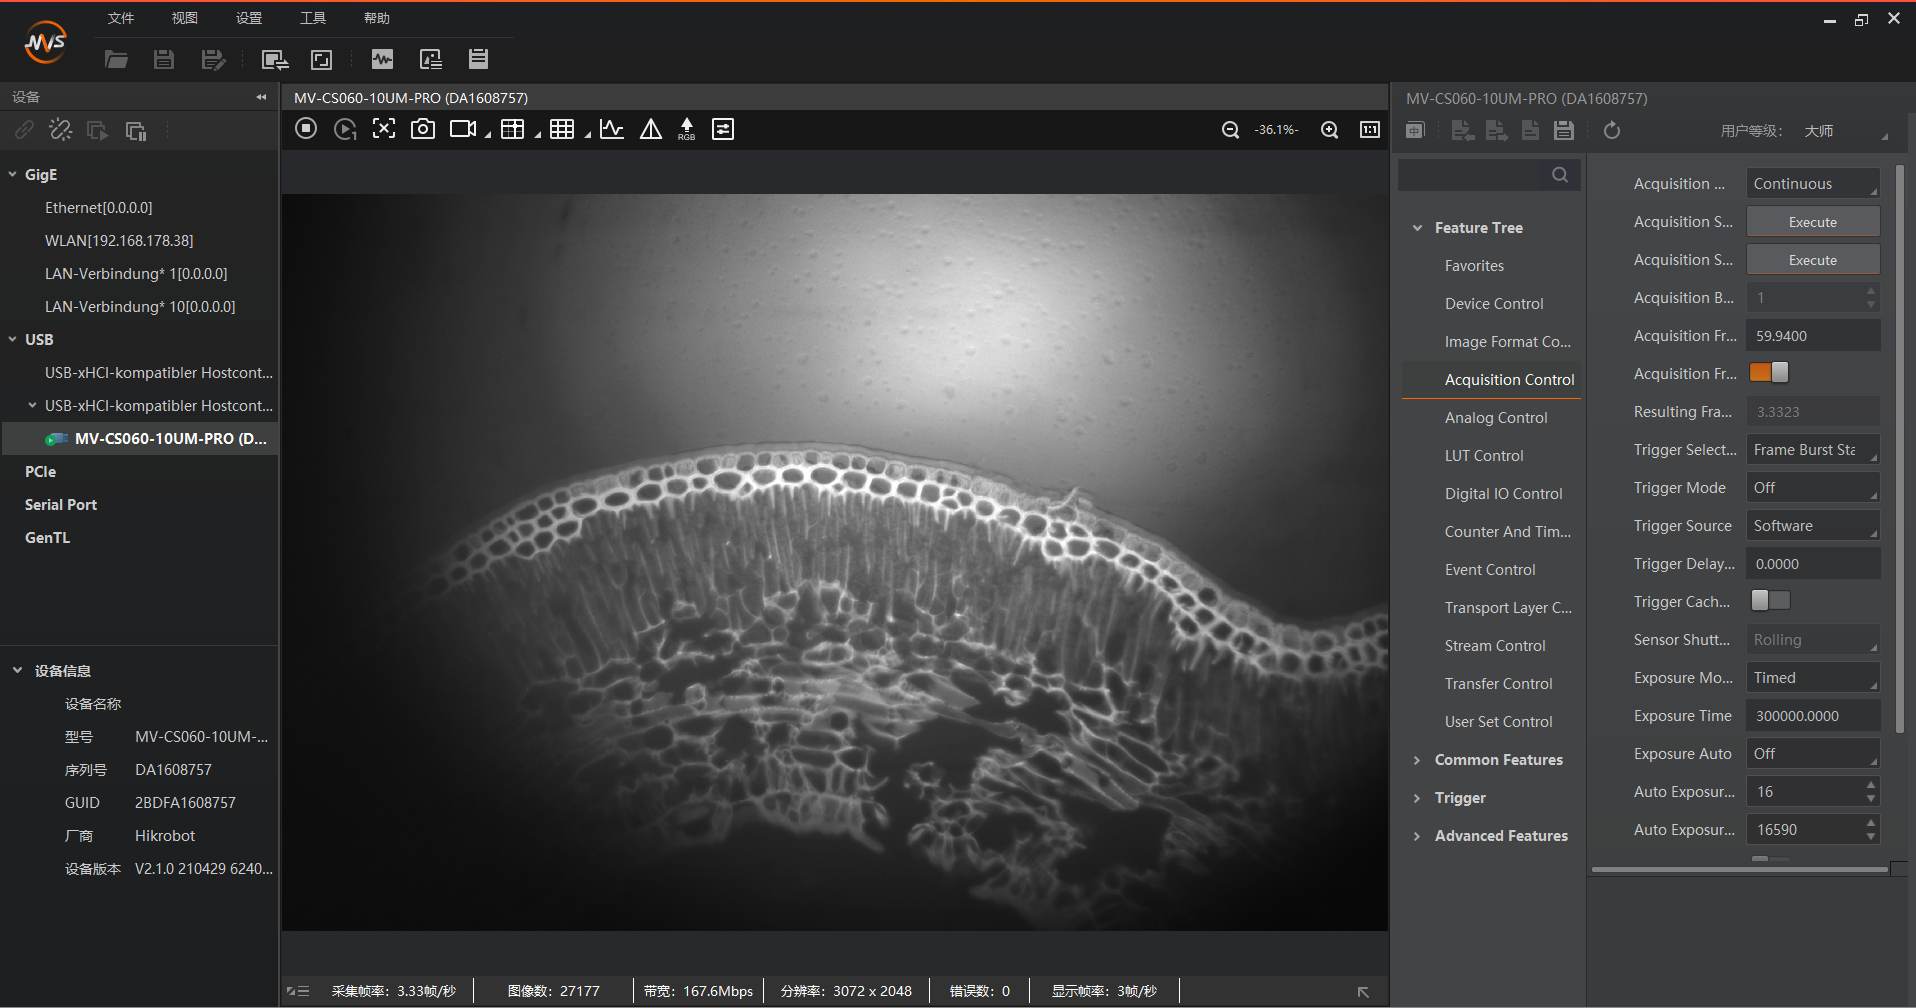 MVS
文件 视图 设置 工具 帮助
设备
GigE
Ethernet[0.0.0.0]
WLAN[192.168.178.38]
LAN-Verbindung* 1[0.0.0.0]
LAN-Verbindung* 10[0.0.0.0]
USB
USB-xHCI-kompatibler Hostcont...
USB-xHCI-kompatibler Hostcont...
MV-CS060-10UM-PRO (D...
PCIe
Serial Port
GenTL
设备信息
设备名称
型号 MV-CS060-10UM-...
序列号 DA1608757
GUID 2BDFA1608757
厂商 Hikrobot
设备版本 V2.1.0 210429 6240...
MV-CS060-10UM-PRO (DA1608757)
1 RGB -36.1%- 1:1
采集帧率: 3.33帧/秒 图像数: 27177 带宽: 167.6Mbps 分辨率: 3072 x 2048 错误数: 0 显示帧率: 3帧/秒
MV-CS060-10UM-PRO (DA1608757)
中 用户等级: 大师
Feature Tree
Favorites
Device Control
Image Format Co...
Acquisition Control
Analog Control
LUT Control
Digital IO Control
Counter And Tim...
Event Control
Transport Layer C...
Stream Control
Transfer Control
User Set Control
Common Features
Trigger
Advanced Features
Acquisition ... Continuous
Acquisition S... Execute
Acquisition S... Execute
Acquisition B... 1
Acquisition Fr... 59.9400
Acquisition Fr...
Resulting Fra... 3.3323
Trigger Select... Frame Burst Sta
Trigger Mode Off
Trigger Source Software
Trigger Delay... 0.0000
Trigger Cach...
Sensor Shutt... Rolling
Exposure Mo... Timed
Exposure Time 300000.0000
Exposure Auto Off
Auto Exposur... 16
Auto Exposur... 16590